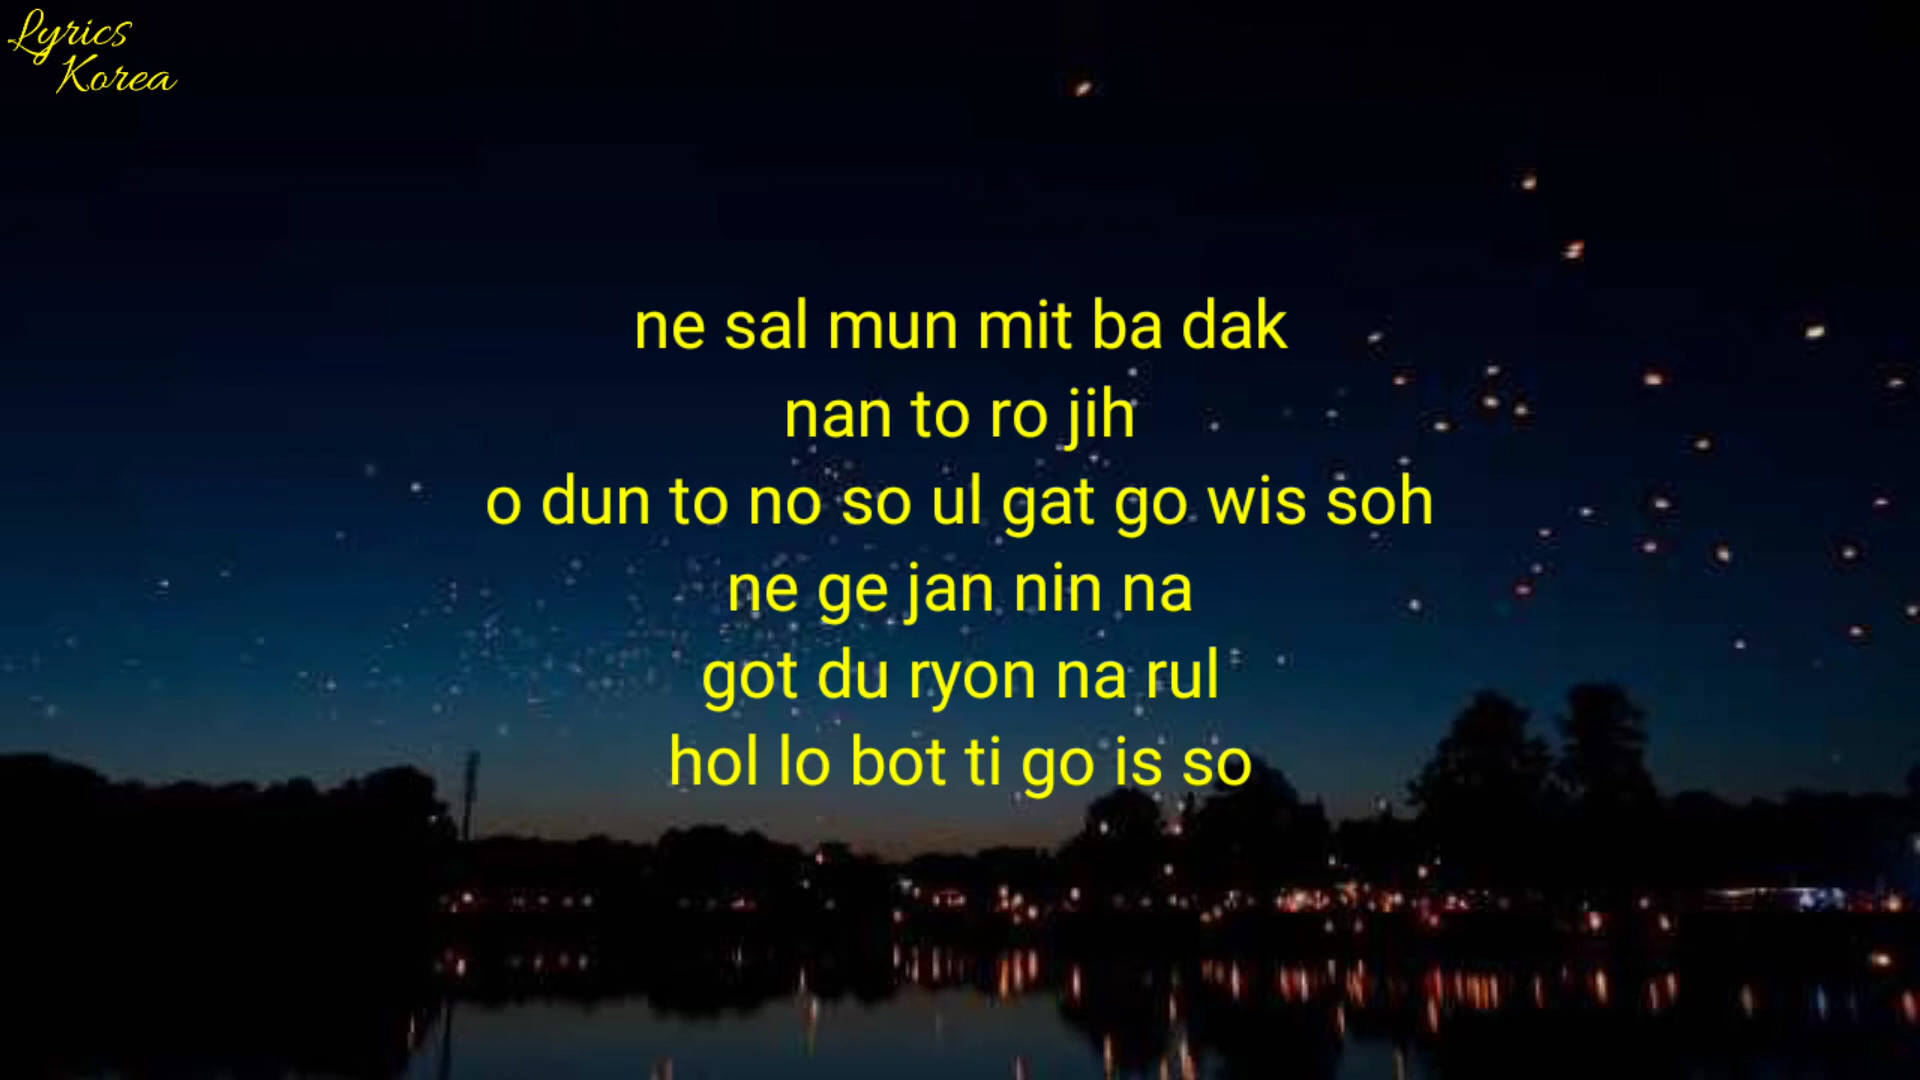 Lyrics
Korea
ne sal mun mit ba dak
nan to ro jih
o dun to no so ul gat go wis soh
ne ge jan nin na
got du ryon na rul
hol lo bot ti go is so